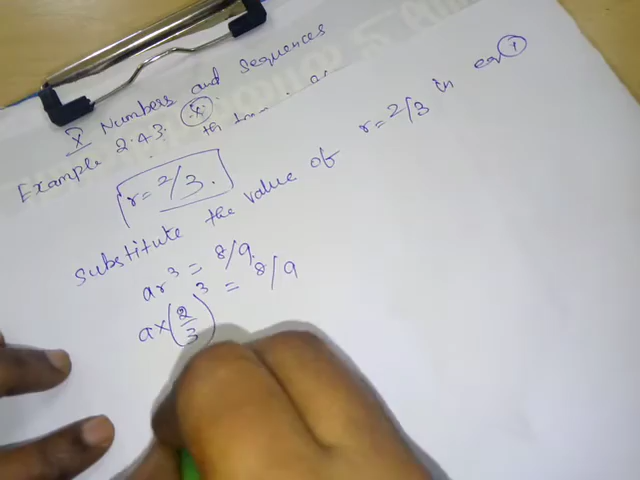 X Numbers and Sequences
Example 2.43.
r = 2/3.
Substitute the value of r = 2/3 in eq 1
ar³ = 8/9.
a×(2/3)³ = 8/9